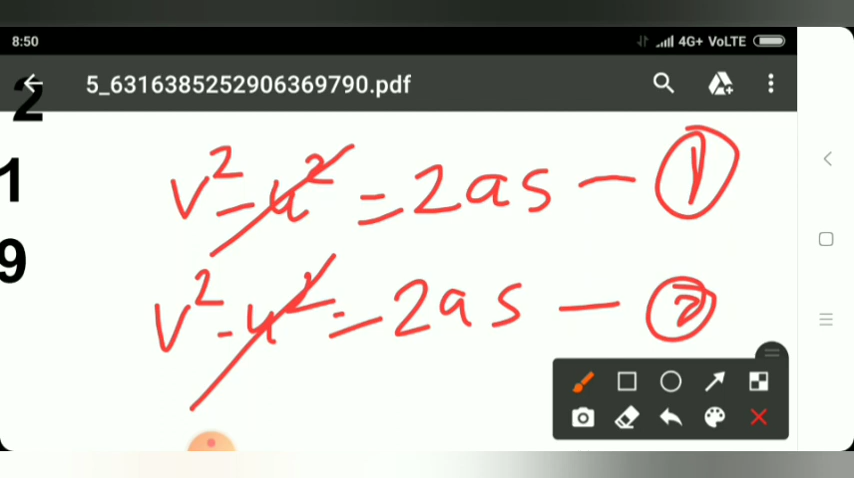 8:50 4G+ VoLTE
5_6316385252906369790.pdf
2
1
9
v²-u²=2as - ①
v²-u²=2as - ②